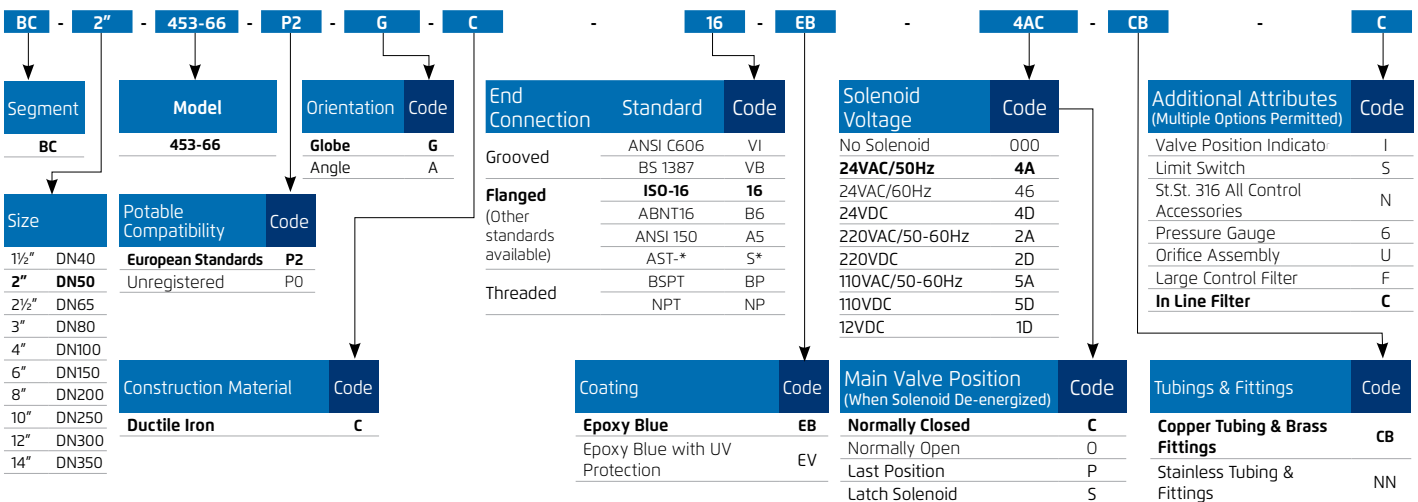 BC - 2" - 453-66 - P2 - G - C - 16 - EB - 4AC - CB - C
Segment
BC
Size
1½" DN40
2" DN50
2½" DN65
3" DN80
4" DN100
6" DN150
8" DN200
10" DN250
12" DN300
14" DN350
Model
453-66
Potable
Compatibility Code
European Standards P2
Unregistered P0
Orientation Code
Globe G
Angle A
Construction Material Code
Ductile Iron C
End
Connection Standard Code
Grooved
ANSI C606 VI
BS 1387 VB
Flanged
(Other
standards
available)
ISO-16 16
ABNT16 B6
ANSI 150 A5
AST-* S*
Threaded
BSPT BP
NPT NP
Coating Code
Epoxy Blue EB
Epoxy Blue with UV
Protection EV
Solenoid
Voltage Code
No Solenoid 000
24VAC/50Hz 4A
24VAC/60Hz 46
24VDC 4D
220VAC/50-60Hz 2A
220VDC 2D
110VAC/50-60Hz 5A
110VDC 5D
12VDC 1D
Main Valve Position
(When Solenoid De-energized) Code
Normally Closed C
Normally Open O
Last Position P
Latch Solenoid S
Additional Attributes
(Multiple Options Permitted) Code
Valve Position Indicator I
Limit Switch S
St.St. 316 All Control
Accessories N
Pressure Gauge 6
Orifice Assembly U
Large Control Filter F
In Line Filter C
Tubings & Fittings Code
Copper Tubing & Brass
Fittings CB
Stainless Tubing &
Fittings NN